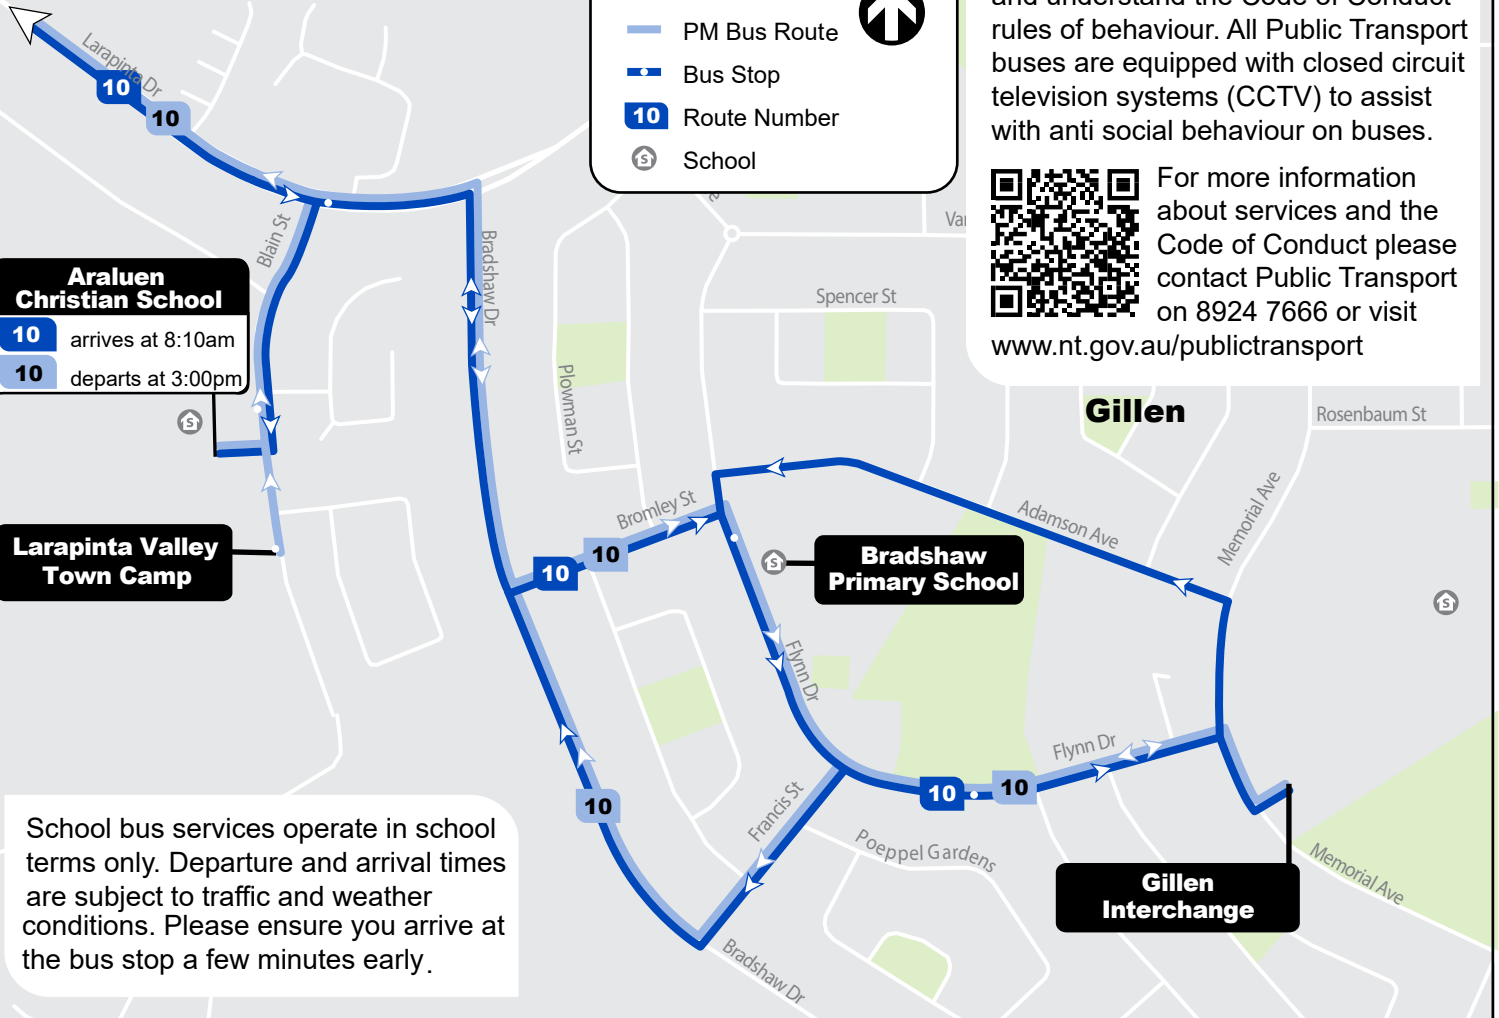 PM Bus Route
Bus Stop
10 Route Number
School
and understand the Code of Conduct
rules of behaviour. All Public Transport
buses are equipped with closed circuit
television systems (CCTV) to assist
with anti social behaviour on buses.
For more information
about services and the
Code of Conduct please
contact Public Transport
on 8924 7666 or visit
www.nt.gov.au/publictransport
Larapinta Dr
10
10
Blain St
Bradshaw Dr
Araluen
Christian School
10 arrives at 8:10am
10 departs at 3:00pm
Spencer St
Plowman St
Gillen
Rosenbaum St
Memorial Ave
Adamson Ave
Bromley St
10
10
Larapinta Valley
Town Camp
Bradshaw
Primary School
Flynn Dr
Flynn Dr
10
10
10
Francis St
Poeppel Gardens
Memorial Ave
Gillen
Interchange
Bradshaw Dr
School bus services operate in school
terms only. Departure and arrival times
are subject to traffic and weather
conditions. Please ensure you arrive at
the bus stop a few minutes early.